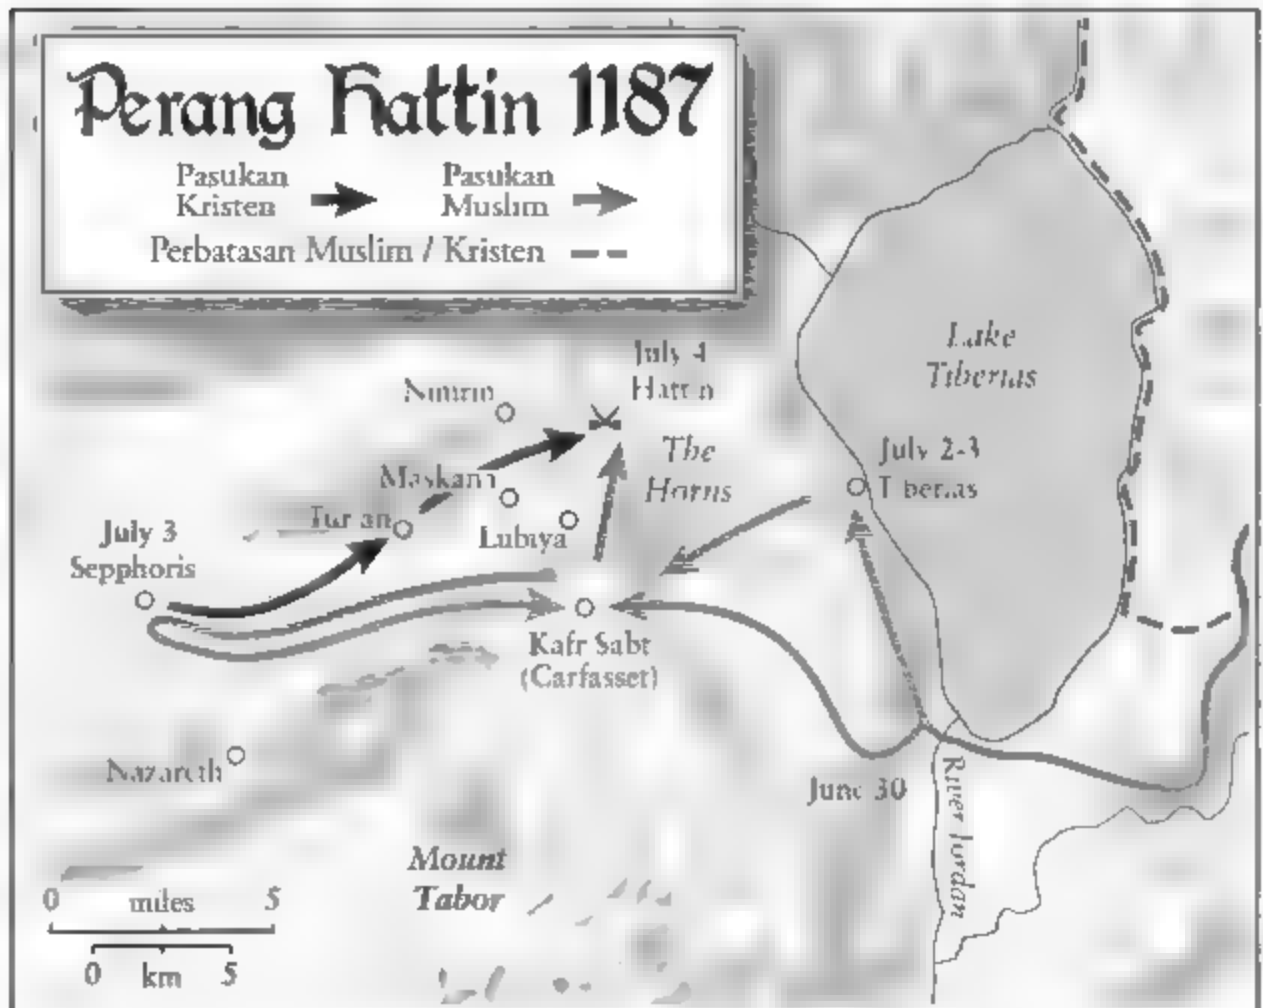 Perang Hattin 1187
Pasukan
Kristen
Pasukan
Muslim
Perbatasan Muslim / Kristen
Lake
Tiberias
July 4
Hattin
Nimrin
The
Horns
July 2-3
Tiberias
Maskana
Tur'an
Lubiya
July 3
Sepphoris
Kafr Sabt
(Carfasset)
Nazareth
June 30
River Jordan
Mount
Tabor
0 miles 5
0 km 5